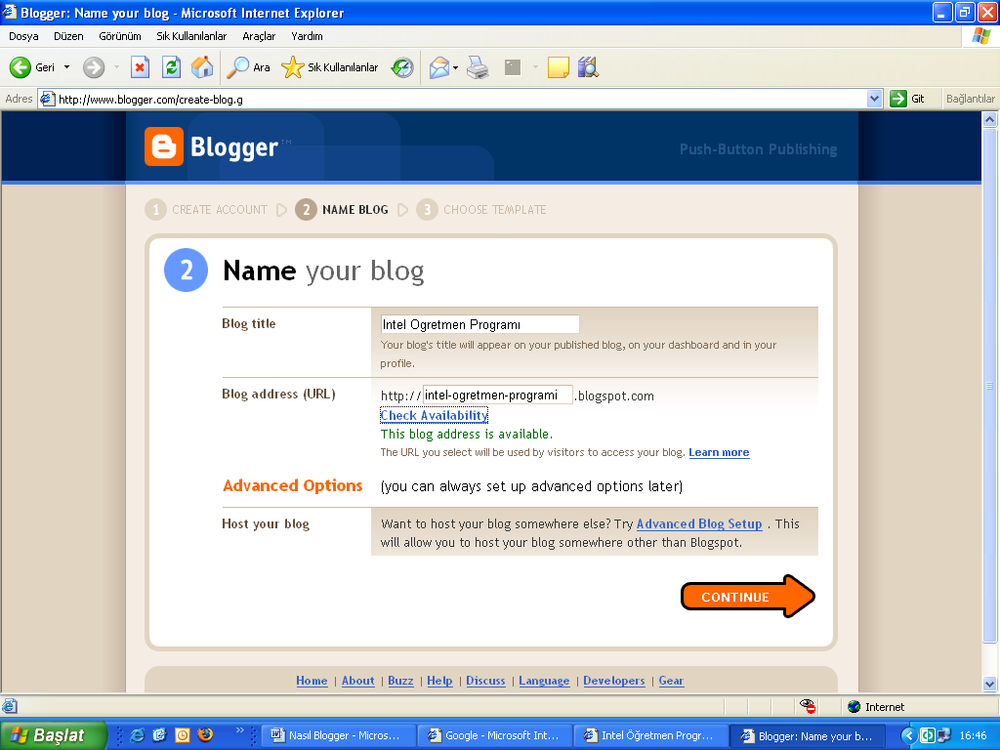 Blogger: Name your blog - Microsoft Internet Explorer
Dosya Düzen Görünüm Sık Kullanılanlar Araçlar Yardım
Geri Ara Sık Kullanılanlar
Adres http://www.blogger.com/create-blog.g Git Bağlantılar
Blogger™ Push-Button Publishing
1 CREATE ACCOUNT 2 NAME BLOG 3 CHOOSE TEMPLATE
2 Name your blog
Blog title Intel Ogretmen Programı
Your blog's title will appear on your published blog, on your dashboard and in your
profile.
Blog address (URL) http://intel-ogretmen-programi.blogspot.com
Check Availability
This blog address is available.
The URL you select will be used by visitors to access your blog. Learn more
Advanced Options (you can always set up advanced options later)
Host your blog Want to host your blog somewhere else? Try Advanced Blog Setup . This
will allow you to host your blog somewhere other than Blogspot.
CONTINUE
Home | About | Buzz | Help | Discuss | Language | Developers | Gear
Internet
Başlat Nasıl Blogger - Micros... Google - Microsoft Int... Intel Öğretmen Progr... Blogger: Name your b... 16:46